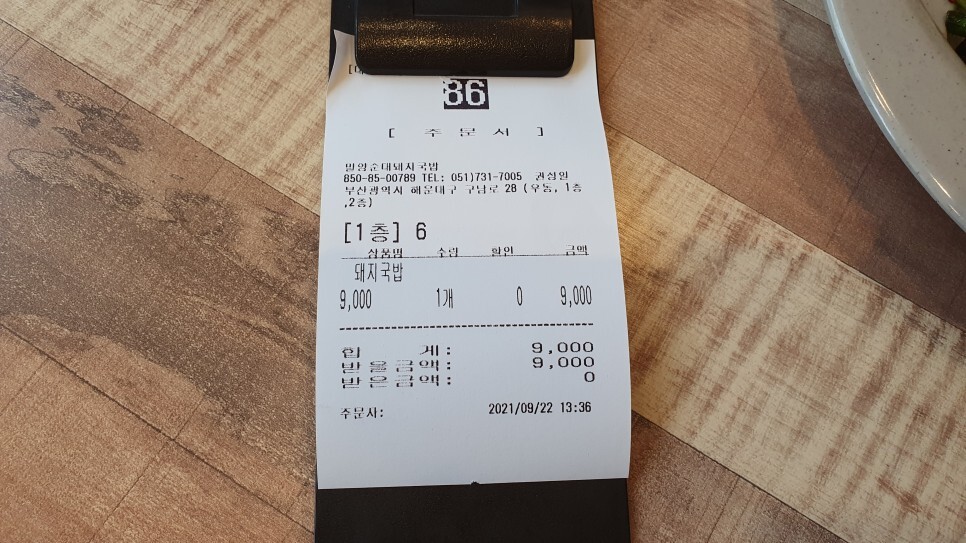 86
[ 주 문 서 ]
밀양순대돼지국밥
850-85-00789 TEL: 051)731-7005 권성일
부산광역시 해운대구 구남로 28 (우동, 1층
,2층)
[1층] 6
상품명 수량 할인 금액
돼지국밥
9,000 1개 0 9,000
합 계: 9,000
받을금액: 9,000
받은금액: 0
주문사: 2021/09/22 13:36